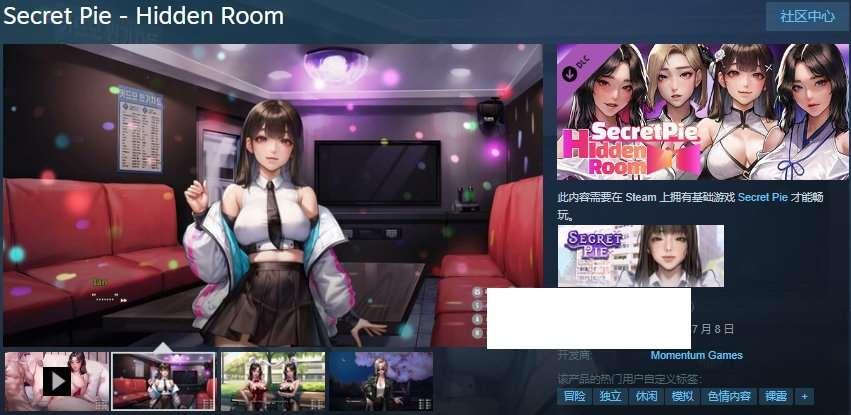 Secret Pie - Hidden Room
社区中心
DLC
SecretPie
Hidden
Room
此内容需要在 Steam 上拥有基础游戏 Secret Pie 才能畅
玩。
SECRET
PIE
"......."
7 月 8 日
开发商:
Momentum Games
该产品的热门用户自定义标签:
冒险 独立 休闲 模拟 色情内容 裸露 +